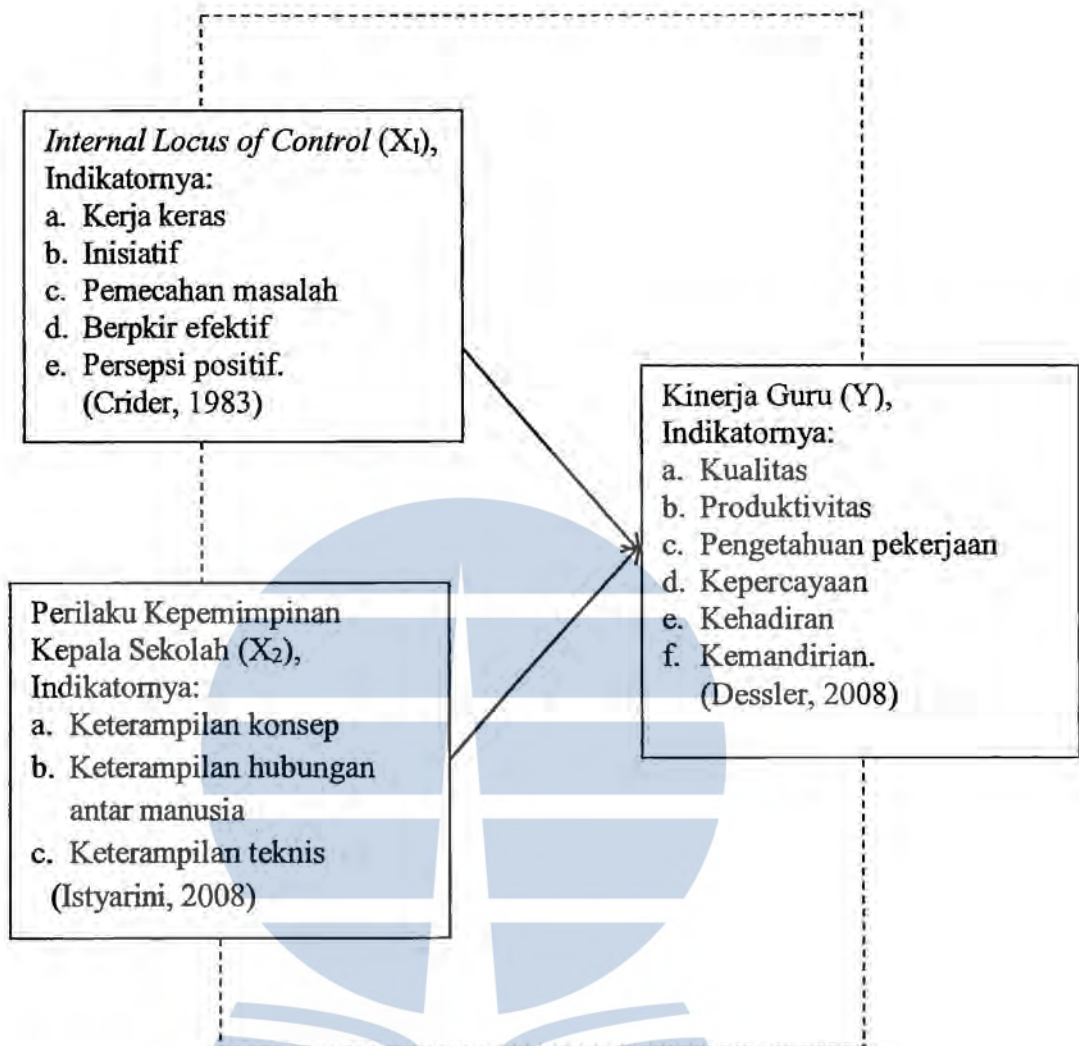 Internal Locus of Control (X1),
Indikatornya:
a. Kerja keras
b. Inisiatif
c. Pemecahan masalah
d. Berpkir efektif
e. Persepsi positif.
(Crider, 1983)
Perilaku Kepemimpinan
Kepala Sekolah (X2),
Indikatornya:
a. Keterampilan konsep
b. Keterampilan hubungan
antar manusia
c. Keterampilan teknis
(Istyarini, 2008)
Kinerja Guru (Y),
Indikatornya:
a. Kualitas
b. Produktivitas
c. Pengetahuan pekerjaan
d. Kepercayaan
e. Kehadiran
f. Kemandirian.
(Dessler, 2008)